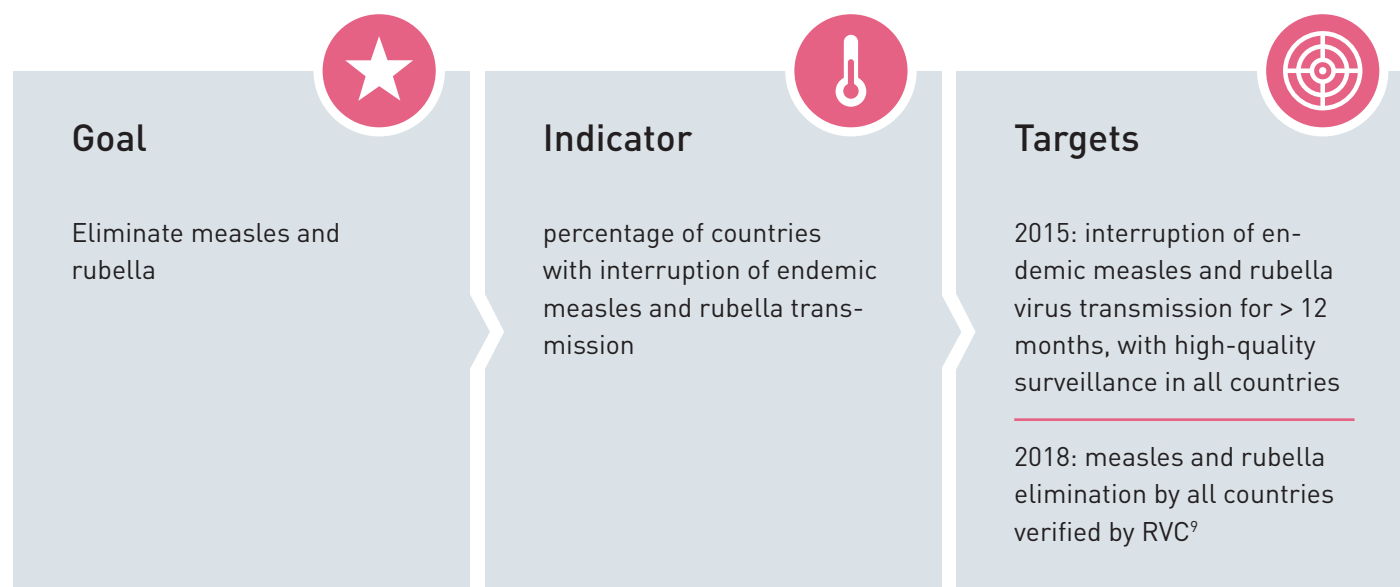 Goal
Eliminate measles and
rubella
Indicator
percentage of countries
with interruption of endemic
measles and rubella trans-
mission
Targets
2015: interruption of en-
demic measles and rubella
virus transmission for > 12
months, with high-quality
surveillance in all countries
2018: measles and rubella
elimination by all countries
verified by RVC⁹